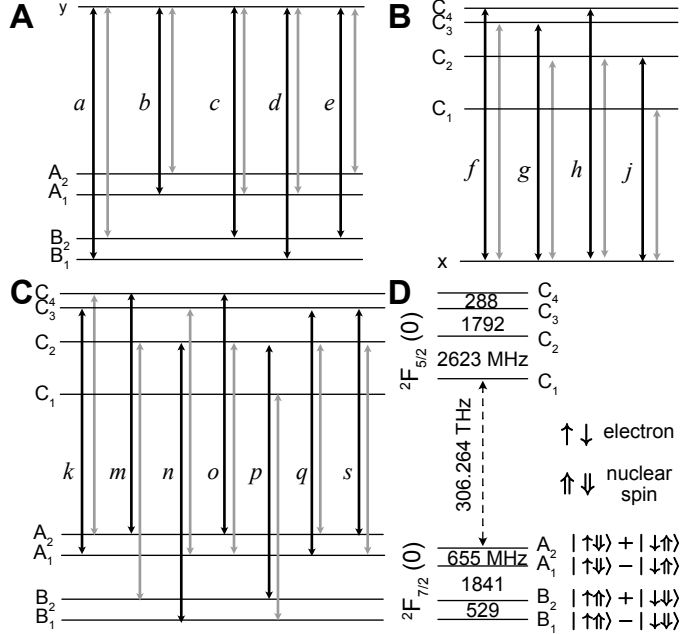 A
y
a
b
c
d
e
A₂
A₁
B₂
B₁
B
C₄
C₃
C₂
C₁
f
g
h
j
x
C
C₄
C₃
C₂
C₁
k
m
n
o
p
q
s
A₂
A₁
B₂
B₁
D
²F₅/₂ (0)
288
1792
2623 MHz
C₄
C₃
C₂
C₁
306.264 THz
↑↓ electron
⇑⇓ nuclear
spin
²F₇/₂ (0)
655 MHz
1841
529
A₂ |↑⇓⟩ + |↓⇑⟩
A₁ |↑⇓⟩ − |↓⇑⟩
B₂ |↑⇑⟩ + |↓⇓⟩
B₁ |↑⇑⟩ − |↓⇓⟩